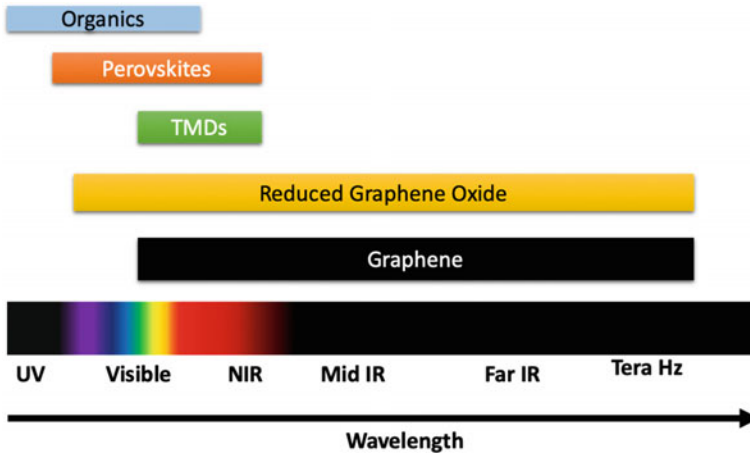 Organics
Perovskites
TMDs
Reduced Graphene Oxide
Graphene
UV Visible NIR Mid IR Far IR Tera Hz
Wavelength